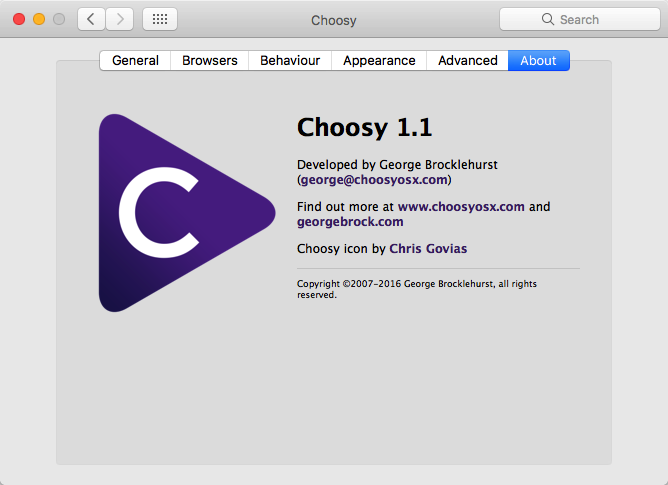 Choosy
Search
General Browsers Behaviour Appearance Advanced About
C
Choosy 1.1
Developed by George Brocklehurst
(george@choosyosx.com)
Find out more at www.choosyosx.com and
georgebrock.com
Choosy icon by Chris Govias
Copyright ©2007-2016 George Brocklehurst, all rights
reserved.